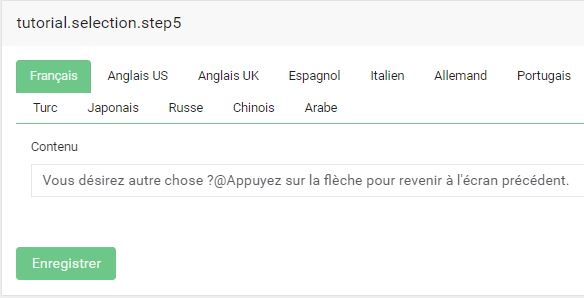 tutorial.selection.step5
Français Anglais US Anglais UK Espagnol Italien Allemand Portugais
Turc Japonais Russe Chinois Arabe
Contenu
Vous désirez autre chose ?@Appuyez sur la flèche pour revenir à l'écran précédent.
Enregistrer